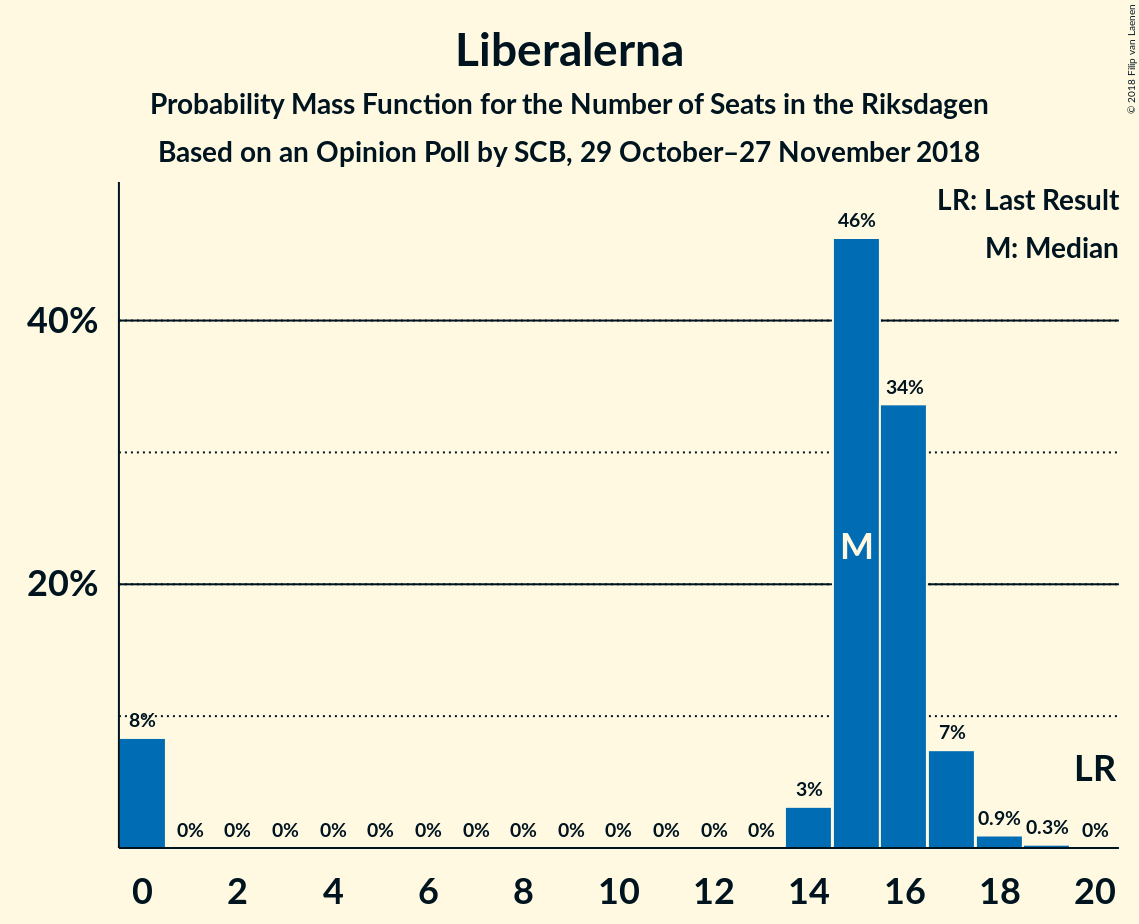 Liberalerna
Probability Mass Function for the Number of Seats in the Riksdagen
Based on an Opinion Poll by SCB, 29 October–27 November 2018
© 2018 Filip van Laenen
LR: Last Result
M: Median
40%
20%
8%
0%
0%
0%
0%
0%
0%
0%
0%
0%
0%
0%
0%
0%
3%
46%
34%
7%
0.9%
0.3%
0%
M
LR
0 2 4 6 8 10 12 14 16 18 20